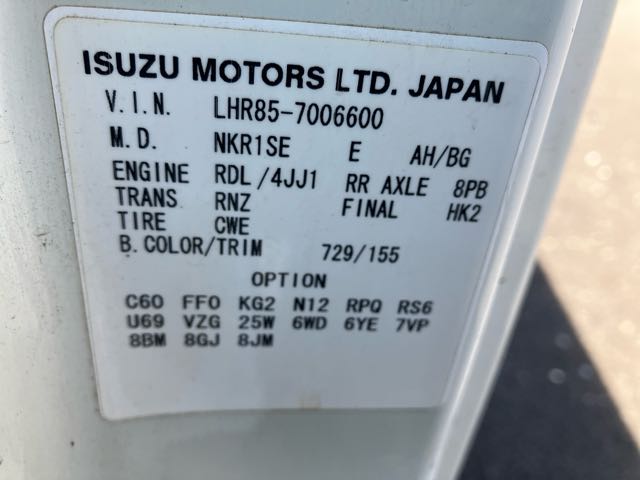 ISUZU MOTORS LTD. JAPAN
V.I.N. LHR85-7006600
M.D. NKR1SE E AH/BG
ENGINE RDL/4JJ1 RR AXLE 8PB
TRANS RNZ FINAL HK2
TIRE CWE
B.COLOR/TRIM 729/155
OPTION
C60 FF0 KG2 N12 RPQ RS6
U69 VZG 25W 6WD 6YE 7VP
8BM 8GJ 8JM